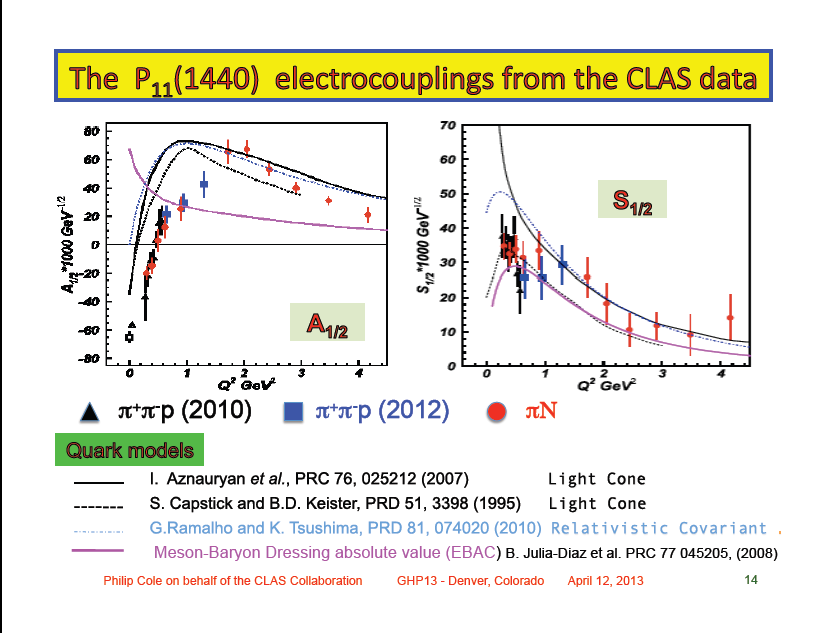 The P11(1440) electrocouplings from the CLAS data
80
60
40
20
0
-20
-40
-60
-80
A1/2*1000 GeV-1/2
0 1 2 3 4
Q2 GeV2
A1/2
70
60
50
40
30
20
10
0
S1/2*1000 GeV-1/2
0 1 2 3 4
Q2 GeV2
S1/2
π+π-p (2010) π+π-p (2012) πN
Quark models
I. Aznauryan et al., PRC 76, 025212 (2007) Light Cone
S. Capstick and B.D. Keister, PRD 51, 3398 (1995) Light Cone
G.Ramalho and K. Tsushima, PRD 81, 074020 (2010) Relativistic Covariant .
Meson-Baryon Dressing absolute value (EBAC) B. Julia-Diaz et al. PRC 77 045205, (2008)
Philip Cole on behalf of the CLAS Collaboration GHP13 - Denver, Colorado April 12, 2013 14